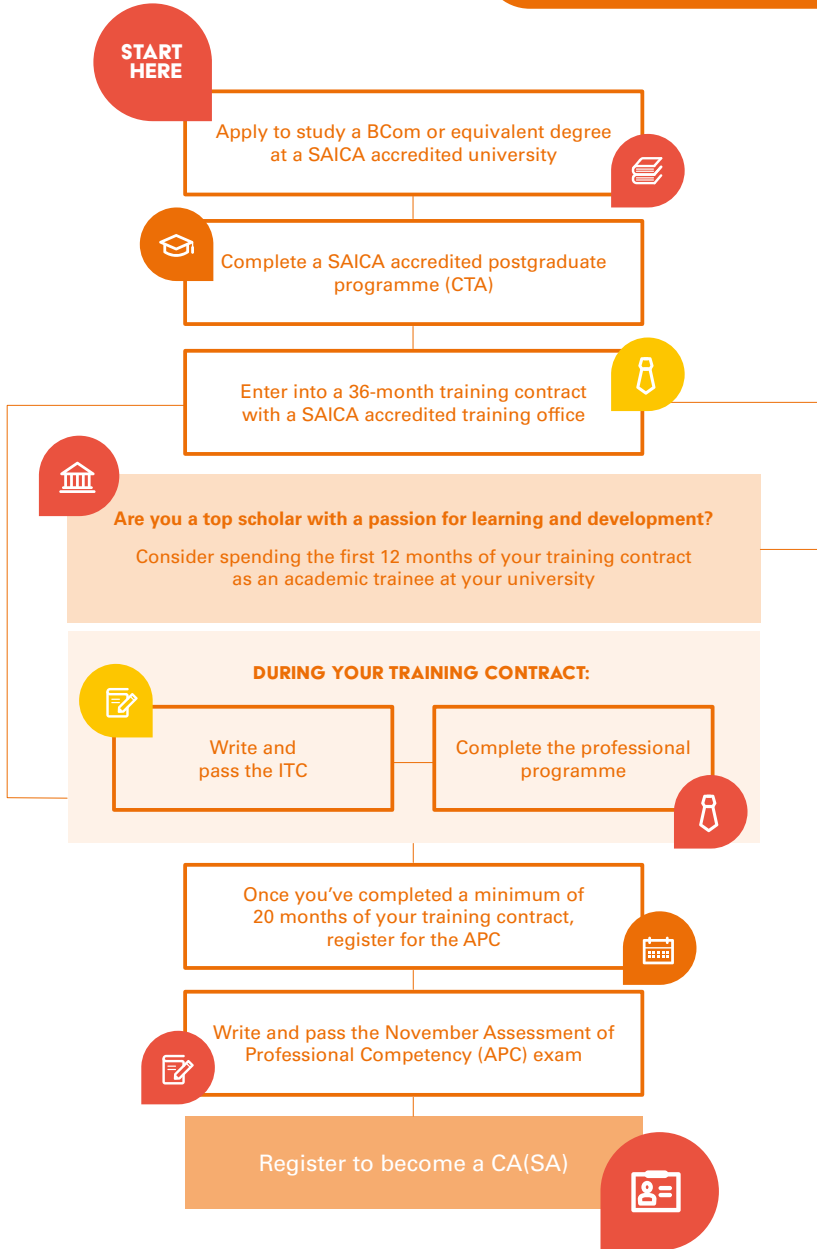 START
HERE
Apply to study a BCom or equivalent degree
at a SAICA accredited university
Complete a SAICA accredited postgraduate
programme (CTA)
Enter into a 36-month training contract
with a SAICA accredited training office
Are you a top scholar with a passion for learning and development?
Consider spending the first 12 months of your training contract
as an academic trainee at your university
DURING YOUR TRAINING CONTRACT:
Write and
pass the ITC
Complete the professional
programme
Once you’ve completed a minimum of
20 months of your training contract,
register for the APC
Write and pass the November Assessment of
Professional Competency (APC) exam
Register to become a CA(SA)